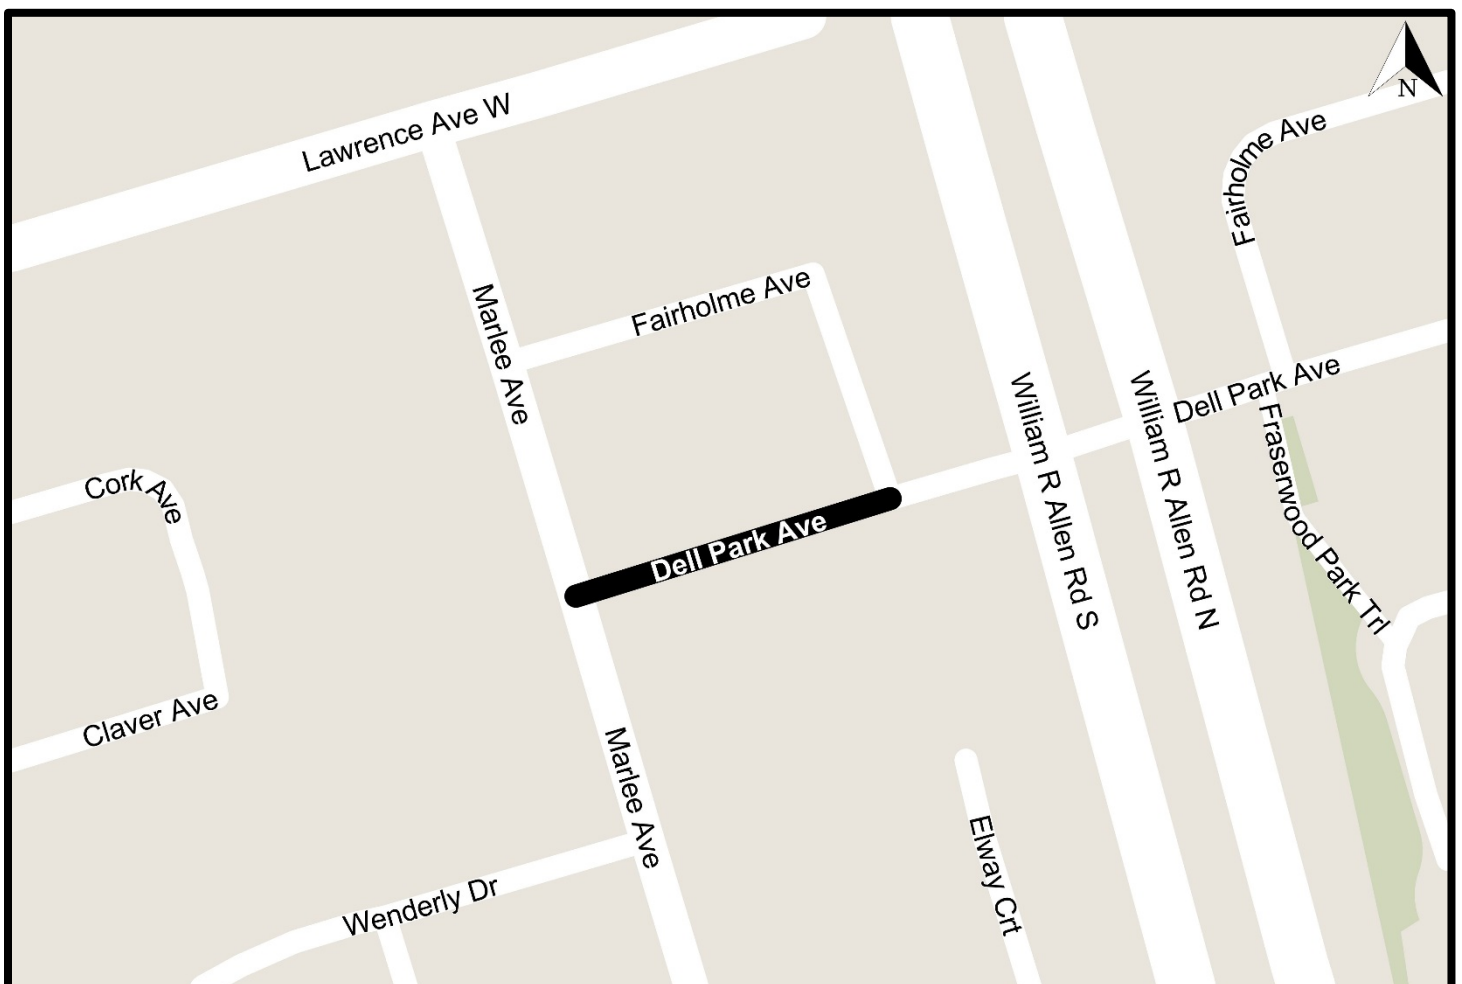 N
Lawrence Ave W
Fairholme Ave
Marlee Ave
Fairholme Ave
Dell Park Ave
William R Allen Rd S
William R Allen Rd N
Cork Ave
Fraserwood Park Trl
Dell Park Ave
Claver Ave
Marlee Ave
Elway Crt
Wenderly Dr